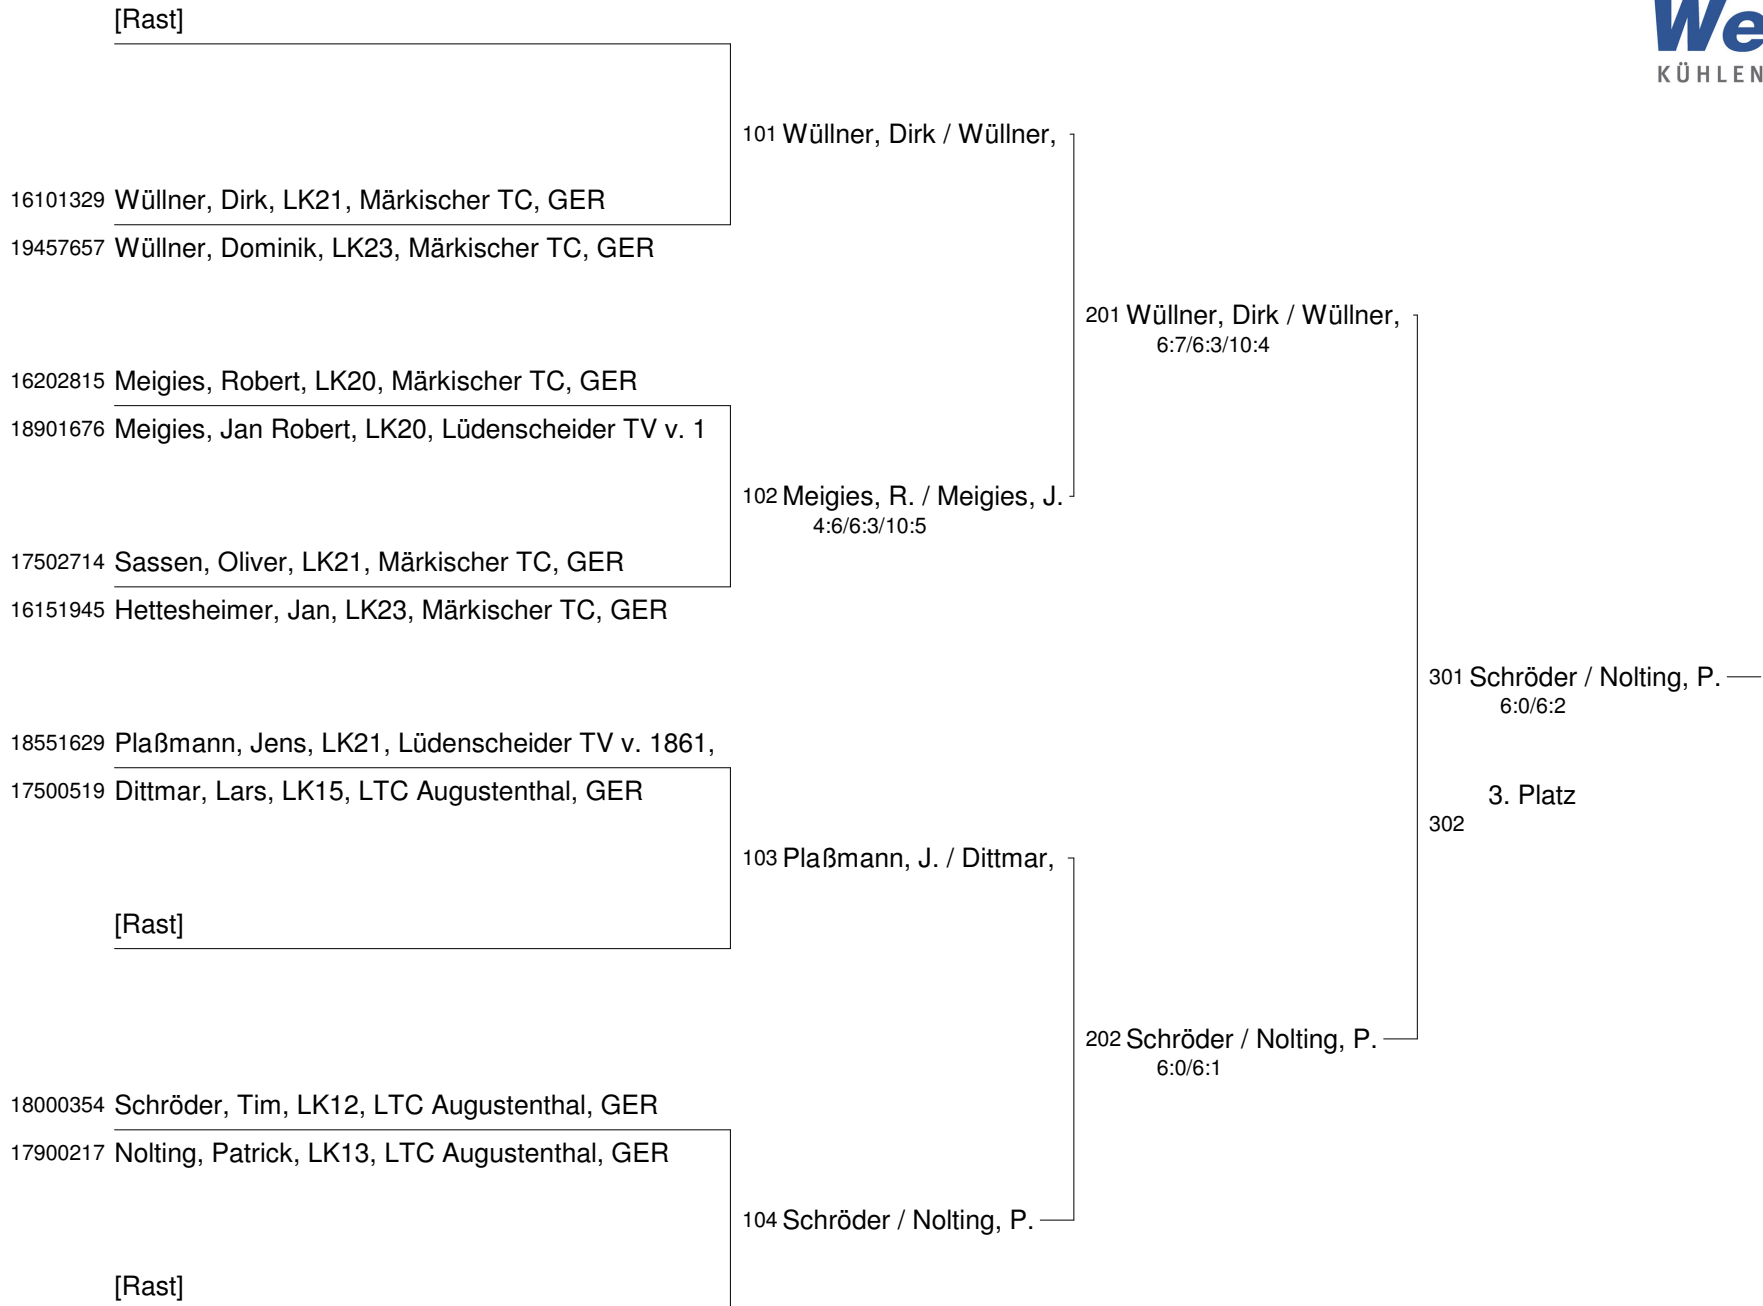 [Rast]
We
KÜHLEN
101 Wüllner, Dirk / Wüllner,
16101329 Wüllner, Dirk, LK21, Märkischer TC, GER
19457657 Wüllner, Dominik, LK23, Märkischer TC, GER
201 Wüllner, Dirk / Wüllner,
6:7/6:3/10:4
16202815 Meigies, Robert, LK20, Märkischer TC, GER
18901676 Meigies, Jan Robert, LK20, Lüdenscheider TV v. 1
102 Meigies, R. / Meigies, J.
4:6/6:3/10:5
17502714 Sassen, Oliver, LK21, Märkischer TC, GER
16151945 Hettesheimer, Jan, LK23, Märkischer TC, GER
301 Schröder / Nolting, P.
6:0/6:2
18551629 Plaßmann, Jens, LK21, Lüdenscheider TV v. 1861,
17500519 Dittmar, Lars, LK15, LTC Augustenthal, GER
3. Platz
302
103 Plaßmann, J. / Dittmar,
[Rast]
202 Schröder / Nolting, P.
6:0/6:1
18000354 Schröder, Tim, LK12, LTC Augustenthal, GER
17900217 Nolting, Patrick, LK13, LTC Augustenthal, GER
104 Schröder / Nolting, P.
[Rast]